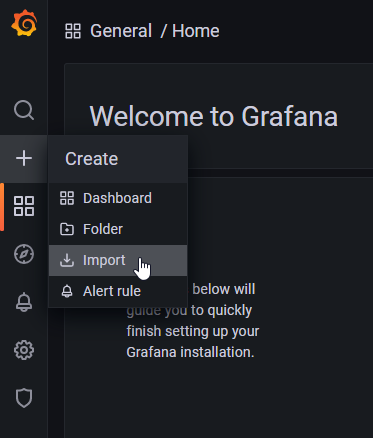 General / Home
Welcome to Grafana
Create
Dashboard
Folder
Import
Alert rule
below will
guide you to quickly
finish setting up your
Grafana installation.